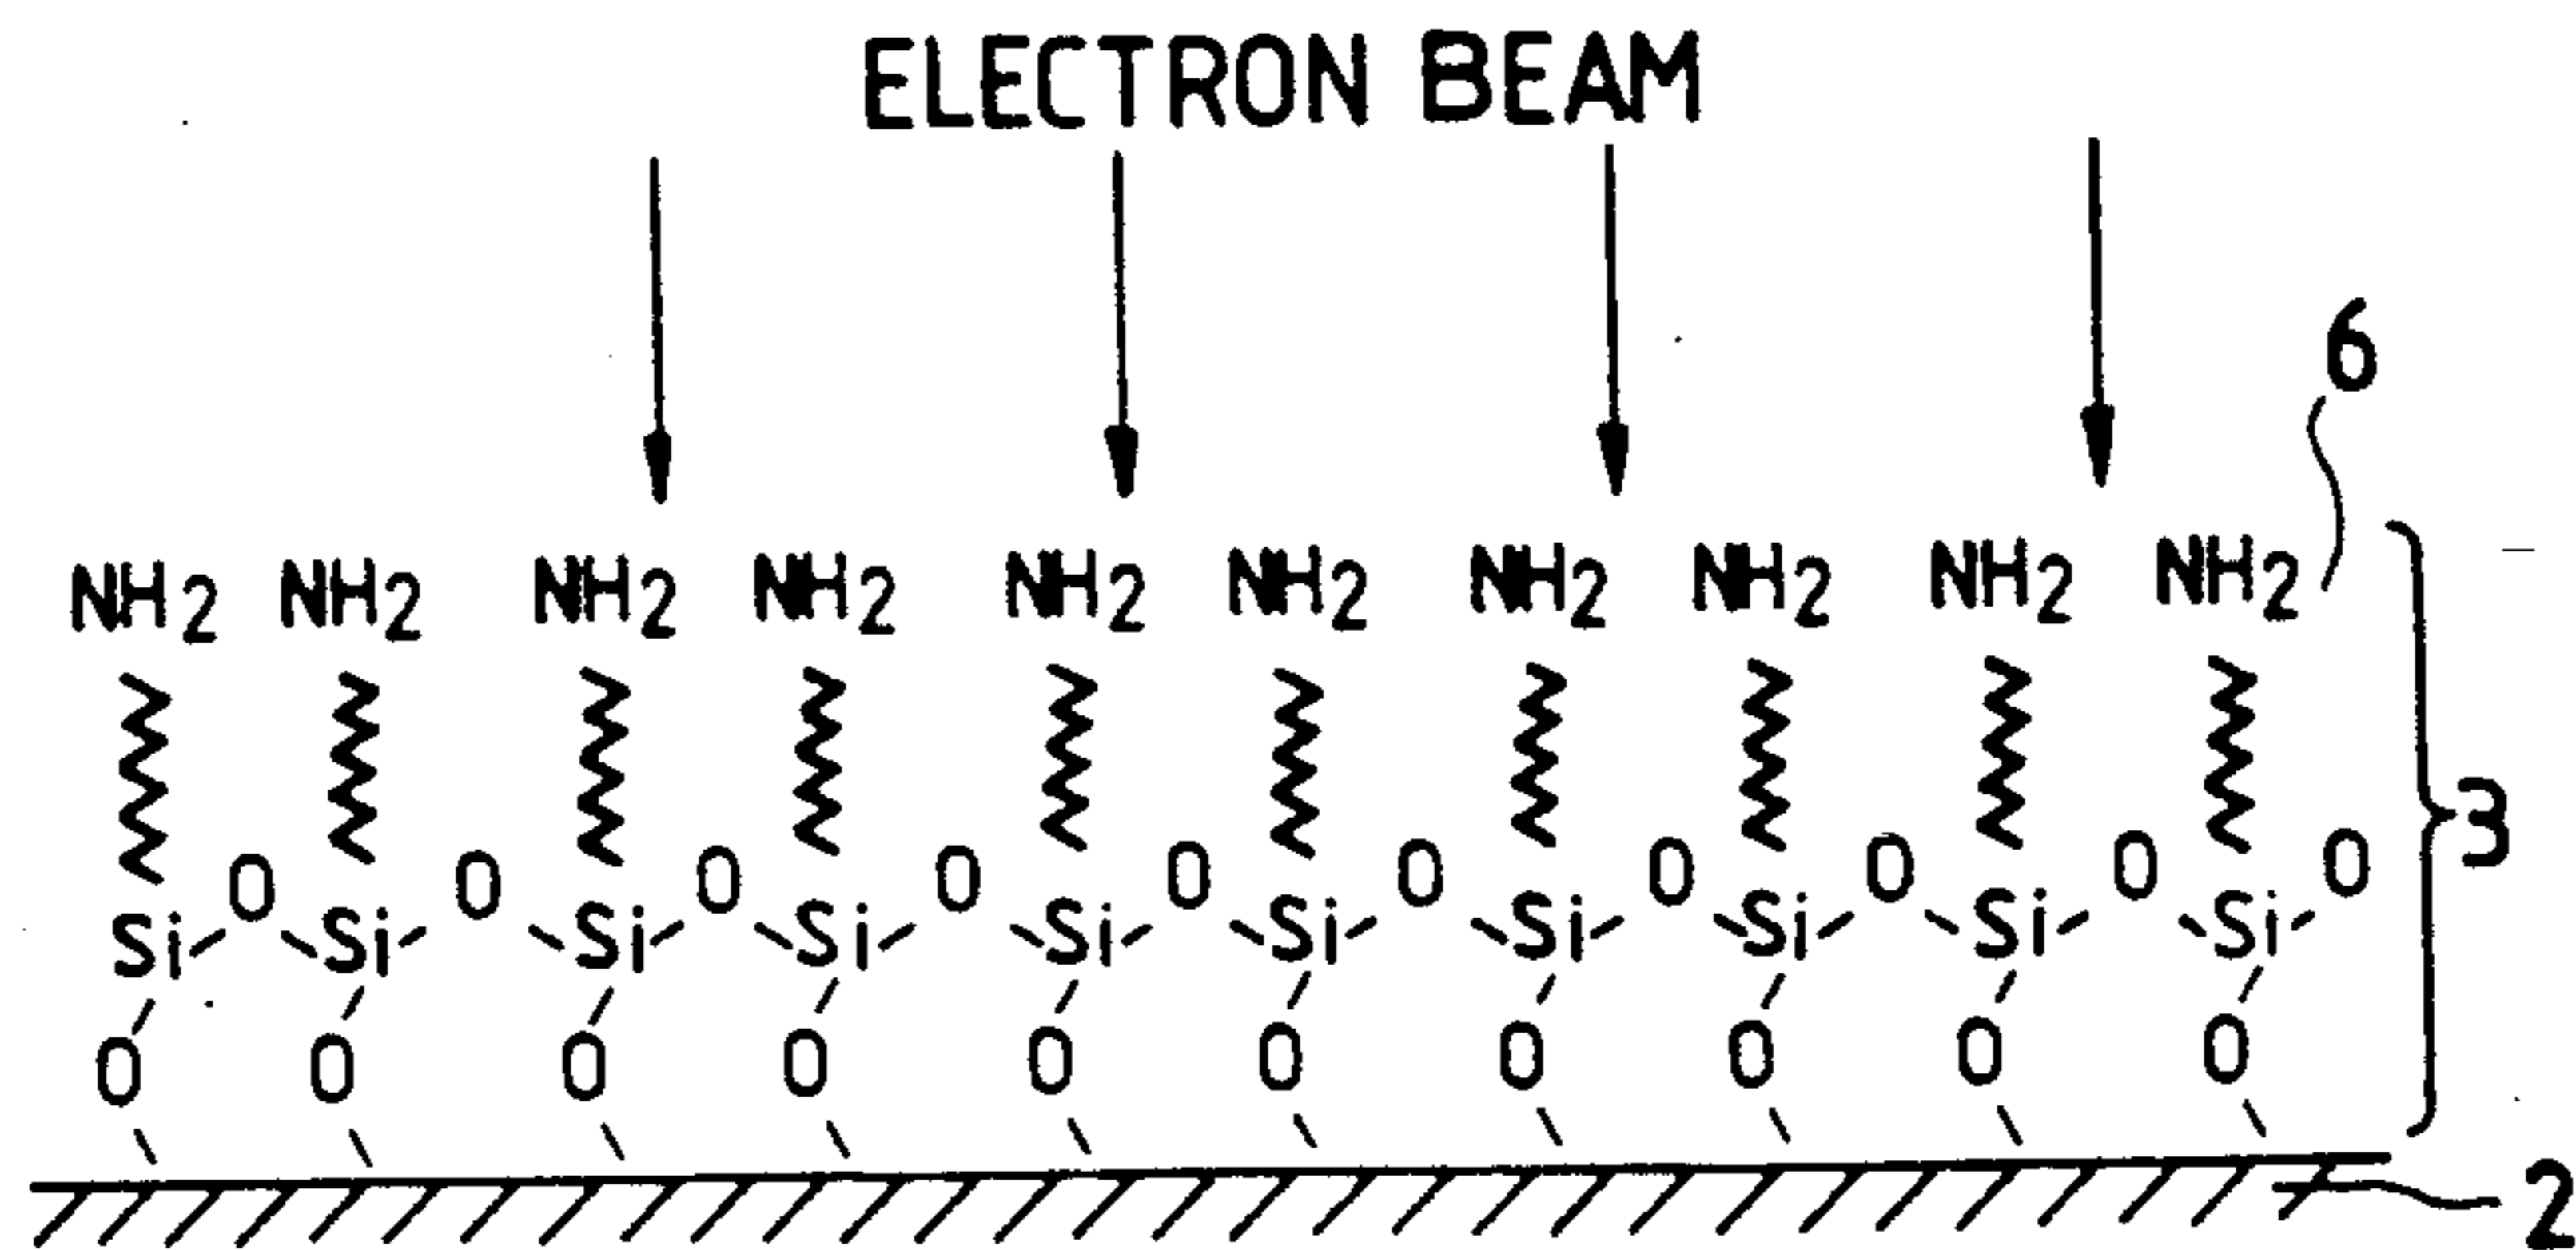 ELECTRON BEAM
6
NH2 NH2 NH2 NH2 NH2 NH2 NH2 NH2 NH2 NH2
3
O O O O O O O O O O
Si Si Si Si Si Si Si Si Si Si
O O O O O O O O O O
2